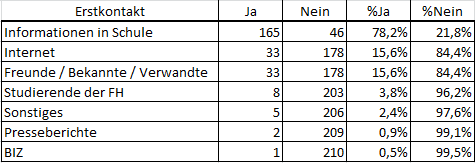 Erstkontakt Ja Nein %Ja %Nein
Informationen in Schule 165 46 78,2% 21,8%
Internet 33 178 15,6% 84,4%
Freunde / Bekannte / Verwandte 33 178 15,6% 84,4%
Studierende der FH 8 203 3,8% 96,2%
Sonstiges 5 206 2,4% 97,6%
Presseberichte 2 209 0,9% 99,1%
BIZ 1 210 0,5% 99,5%